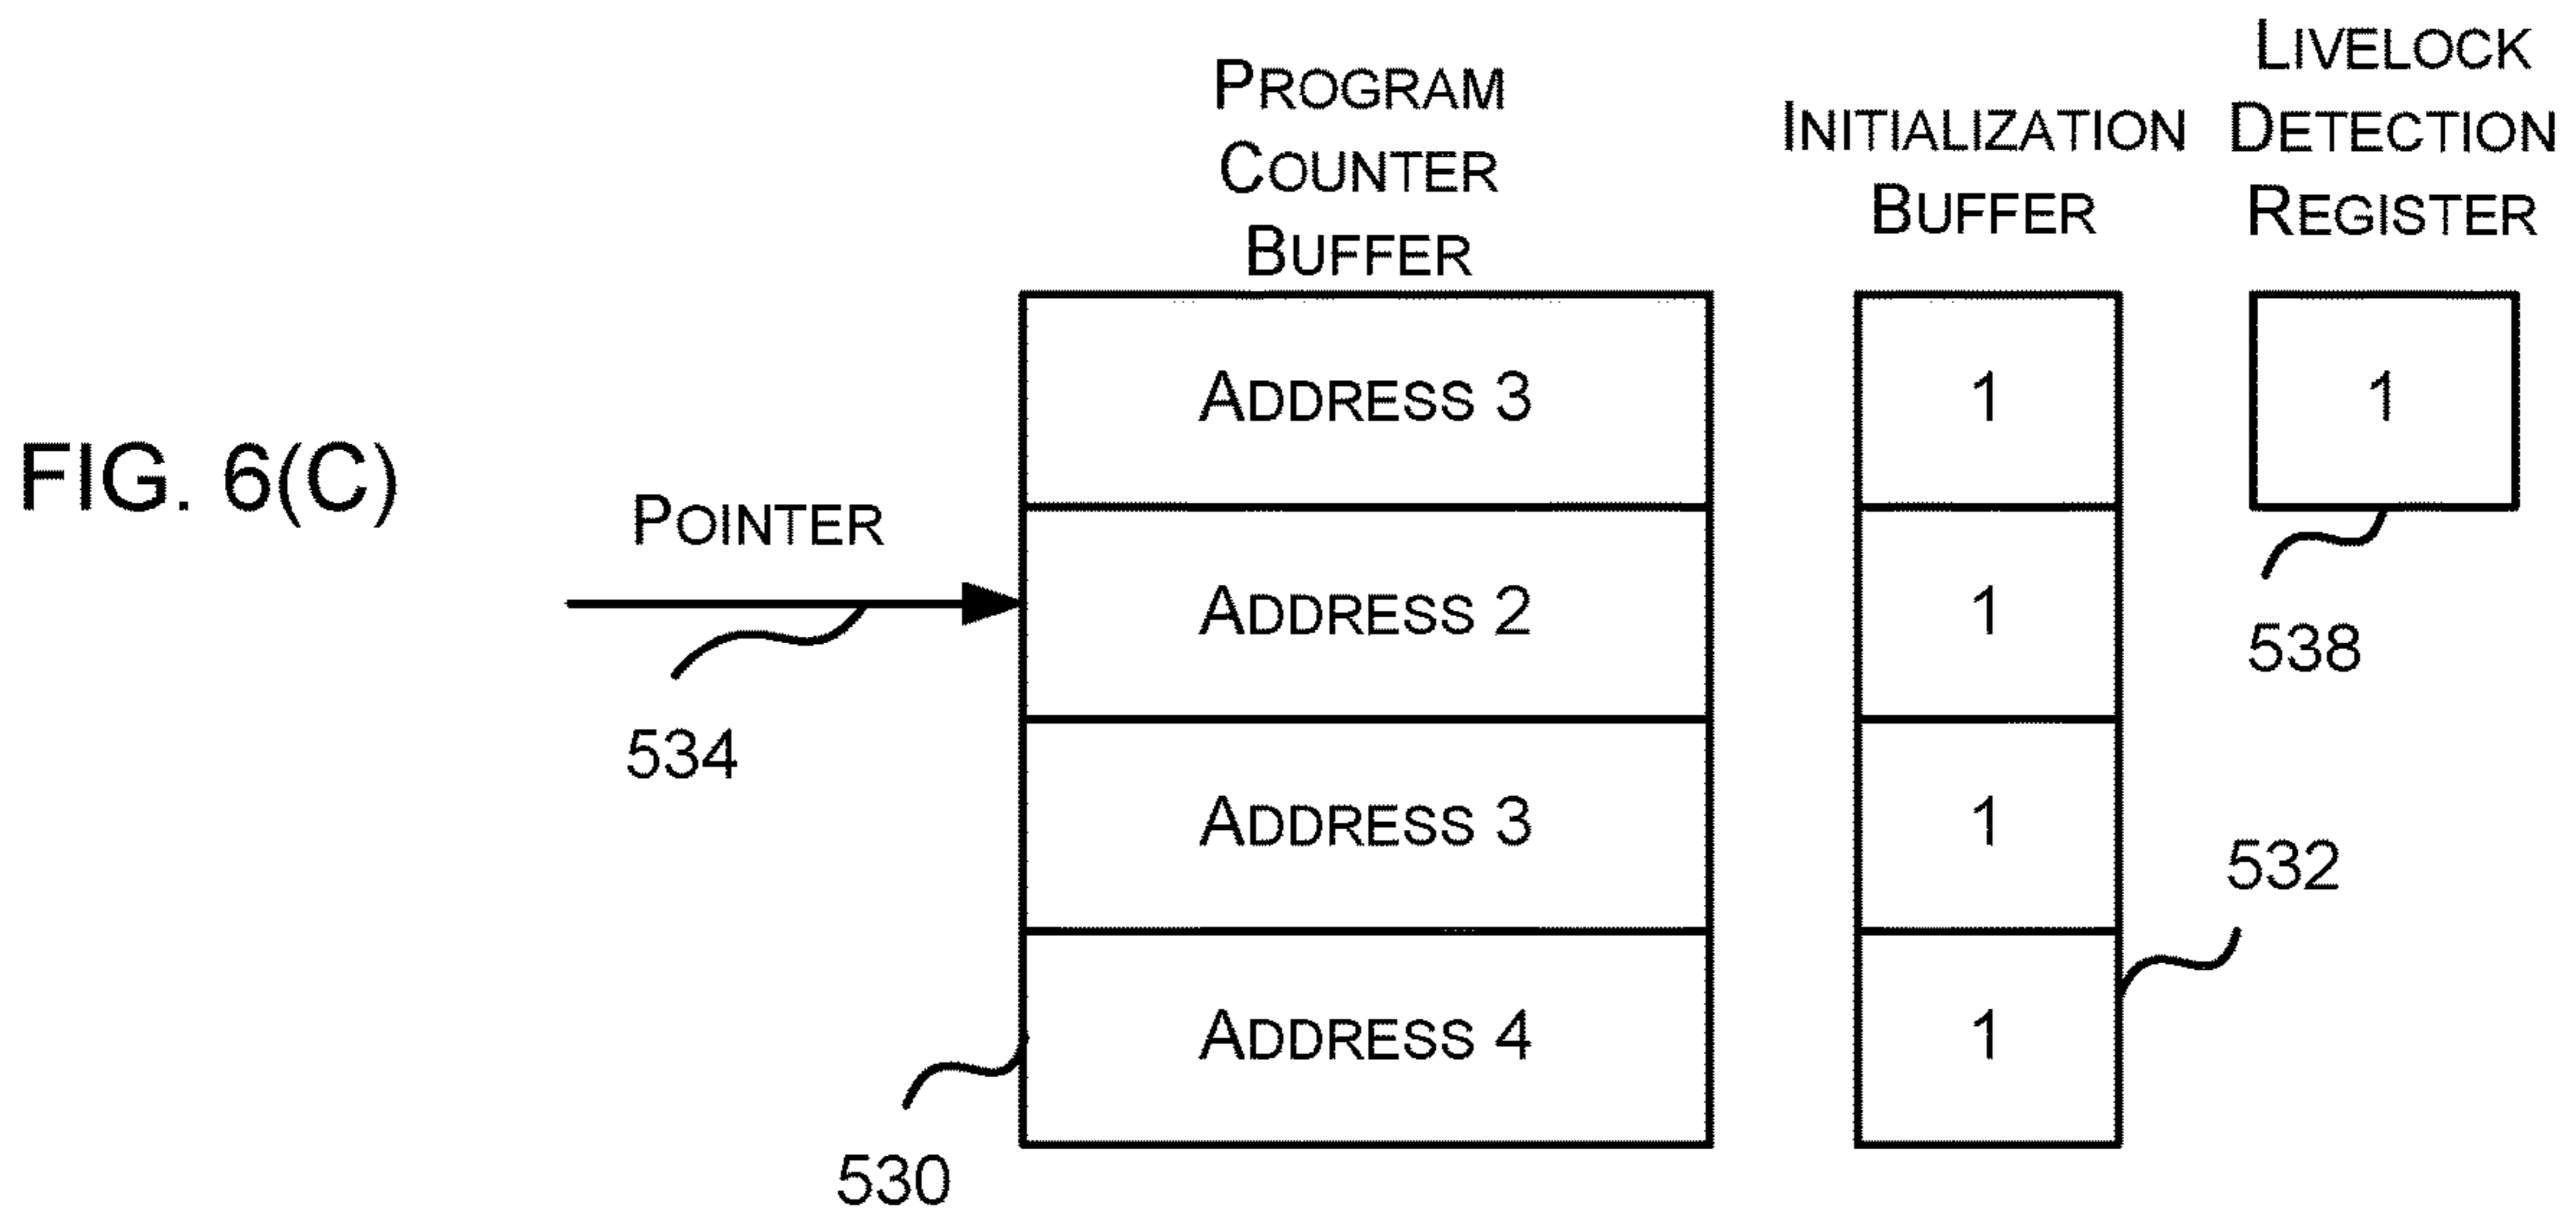 PROGRAM
COUNTER
BUFFER
INITIALIZATION
BUFFER
LIVELOCK
DETECTION
REGISTER
FIG. 6(C)
POINTER
534
ADDRESS 3
ADDRESS 2
ADDRESS 3
ADDRESS 4
530
1
1
1
1
532
1
538